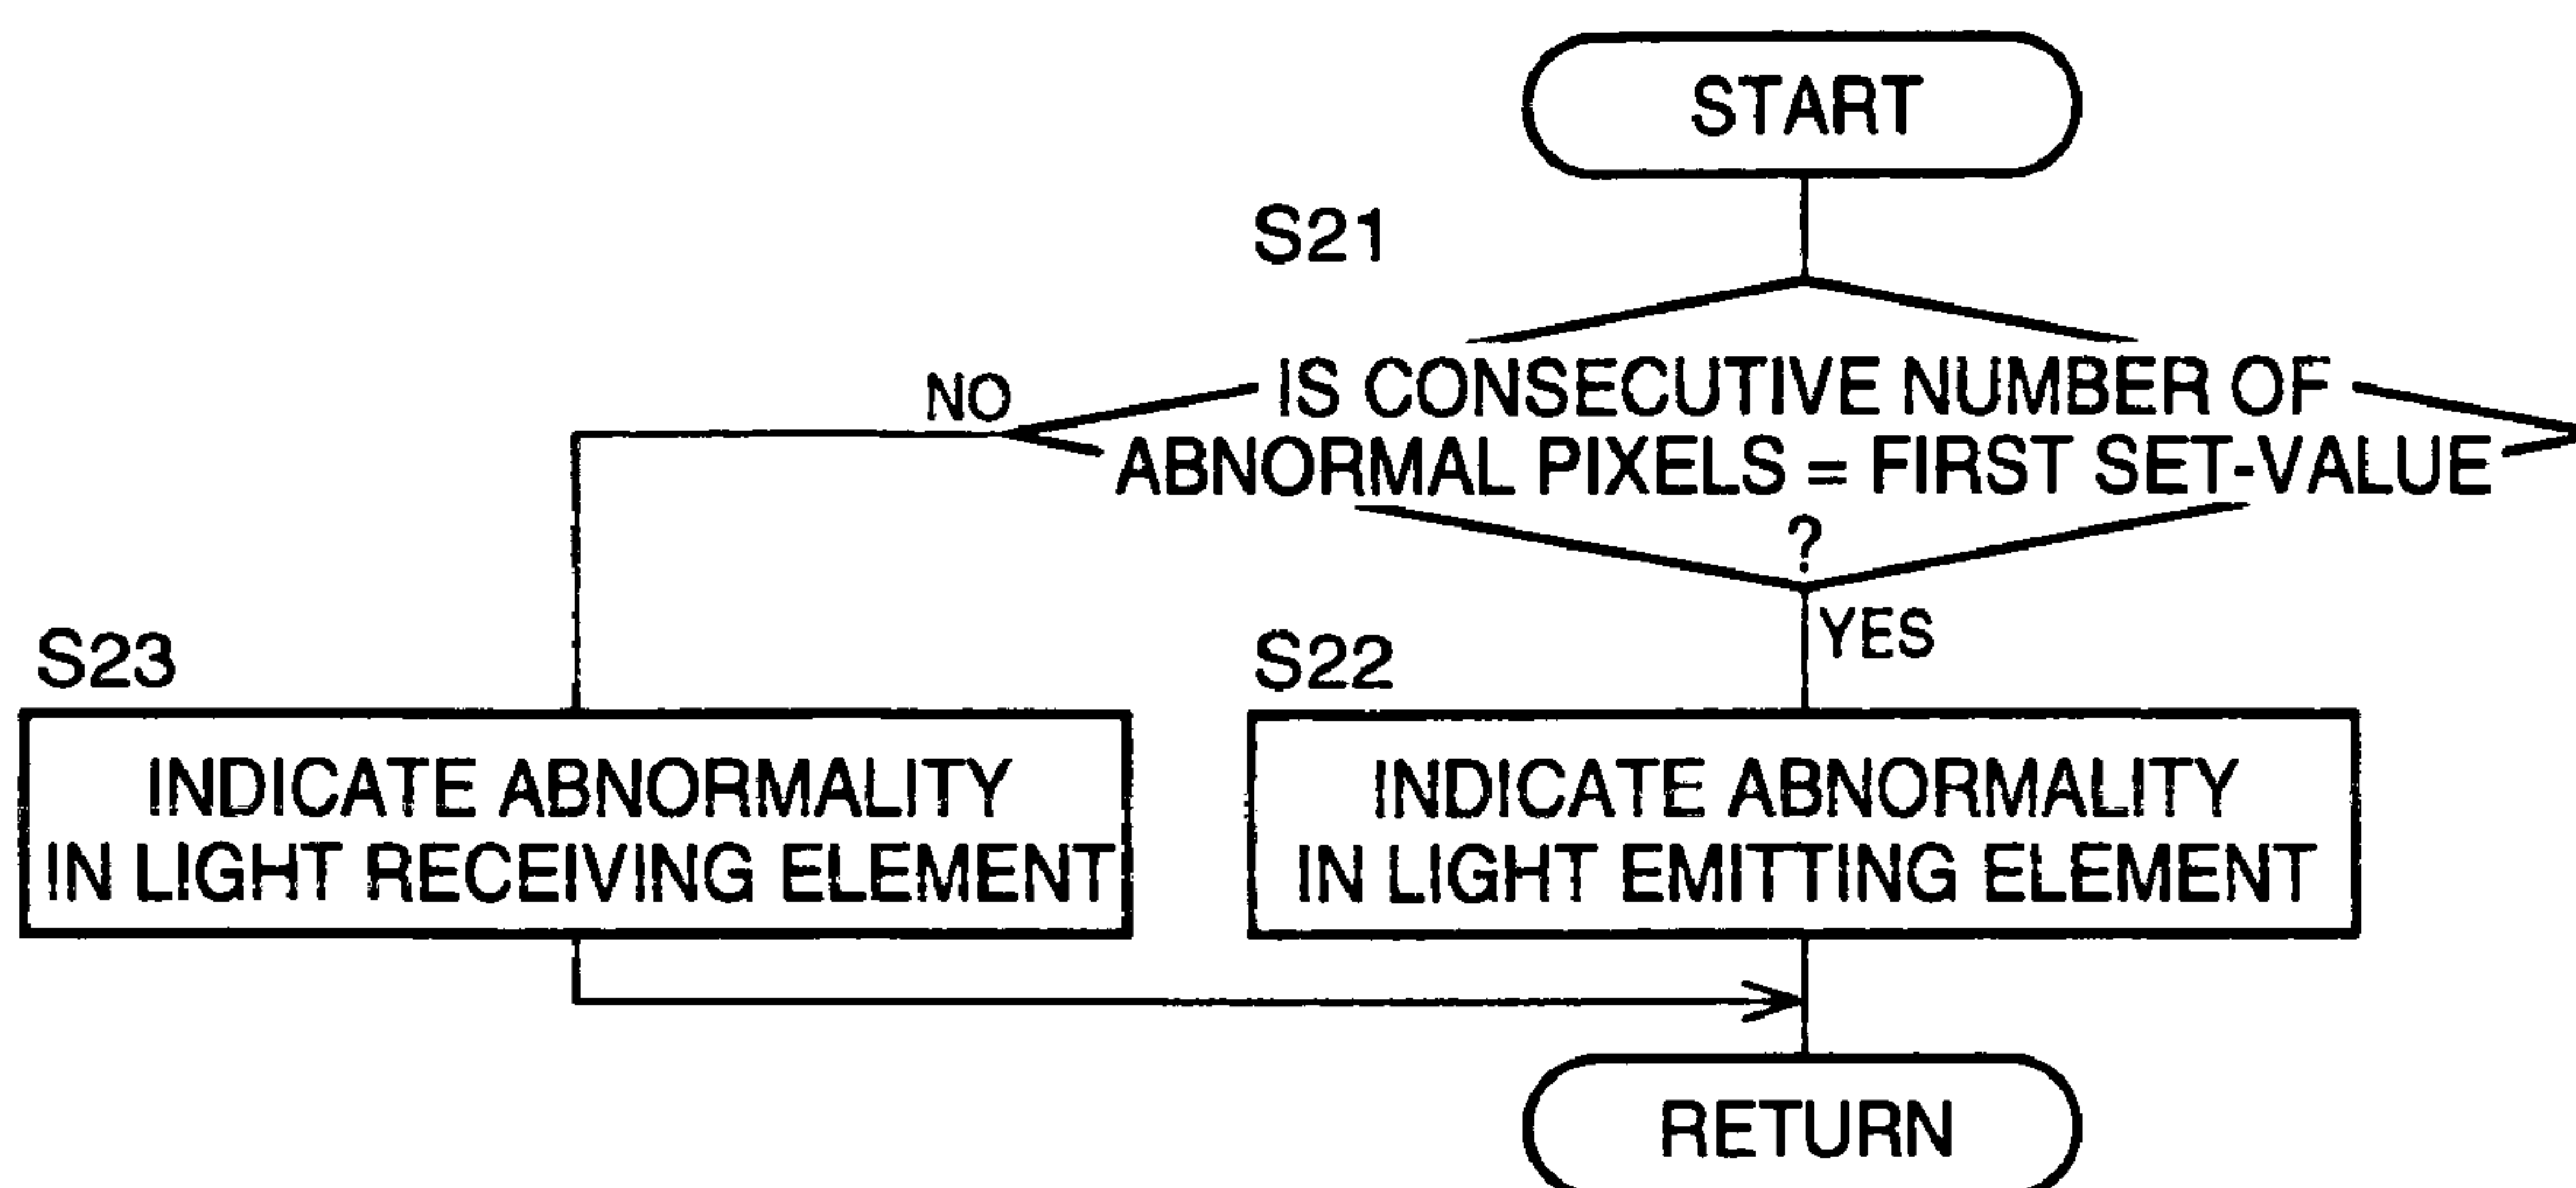 START
S21
NO
IS CONSECUTIVE NUMBER OF
ABNORMAL PIXELS = FIRST SET-VALUE
?
YES
S23
INDICATE ABNORMALITY
IN LIGHT RECEIVING ELEMENT
S22
INDICATE ABNORMALITY
IN LIGHT EMITTING ELEMENT
RETURN